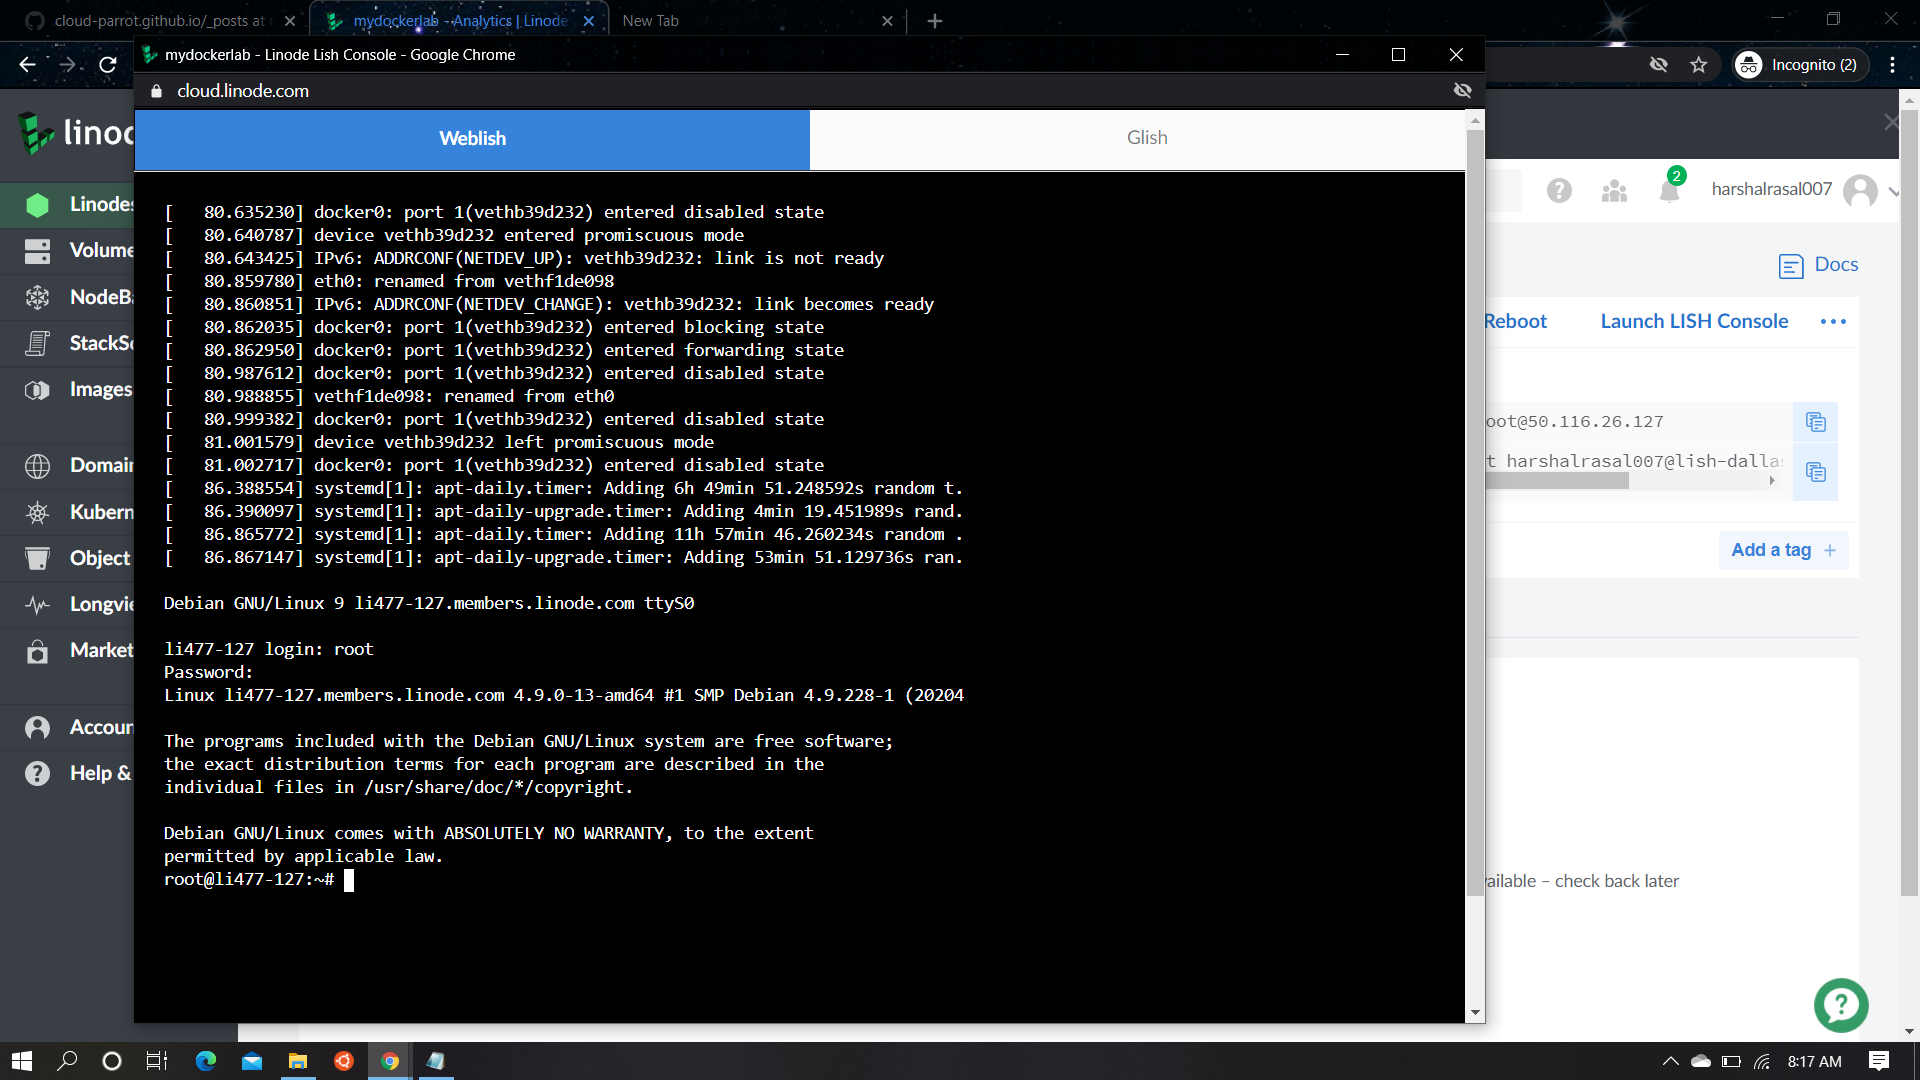 cloud-parrot.github.io/_posts at
mydockerlab - Analytics | Linode
New Tab
mydockerlab - Linode Lish Console - Google Chrome
Incognito (2)
cloud.linode.com
Weblish
Glish
linod
harshalrasal007
2
Linodes
Volume
NodeBa
StackSc
Images
Domain
Kubern
Object
Longvie
Market
Accoun
Help &
Docs
Reboot
Launch LISH Console
oot@50.116.26.127
t harshalrasal007@lish-dallas
Add a tag +
ailable – check back later
[   80.635230] docker0: port 1(vethb39d232) entered disabled state
[   80.640787] device vethb39d232 entered promiscuous mode
[   80.643425] IPv6: ADDRCONF(NETDEV_UP): vethb39d232: link is not ready
[   80.859780] eth0: renamed from vethf1de098
[   80.860851] IPv6: ADDRCONF(NETDEV_CHANGE): vethb39d232: link becomes ready
[   80.862035] docker0: port 1(vethb39d232) entered blocking state
[   80.862950] docker0: port 1(vethb39d232) entered forwarding state
[   80.987612] docker0: port 1(vethb39d232) entered disabled state
[   80.988855] vethf1de098: renamed from eth0
[   80.999382] docker0: port 1(vethb39d232) entered disabled state
[   81.001579] device vethb39d232 left promiscuous mode
[   81.002717] docker0: port 1(vethb39d232) entered disabled state
[   86.388554] systemd[1]: apt-daily.timer: Adding 6h 49min 51.248592s random t.
[   86.390097] systemd[1]: apt-daily-upgrade.timer: Adding 4min 19.451989s rand.
[   86.865772] systemd[1]: apt-daily.timer: Adding 11h 57min 46.260234s random .
[   86.867147] systemd[1]: apt-daily-upgrade.timer: Adding 53min 51.129736s ran.
Debian GNU/Linux 9 li477-127.members.linode.com ttyS0
li477-127 login: root
Password:
Linux li477-127.members.linode.com 4.9.0-13-amd64 #1 SMP Debian 4.9.228-1 (20204
The programs included with the Debian GNU/Linux system are free software;
the exact distribution terms for each program are described in the
individual files in /usr/share/doc/*/copyright.
Debian GNU/Linux comes with ABSOLUTELY NO WARRANTY, to the extent
permitted by applicable law.
root@li477-127:~#
8:17 AM